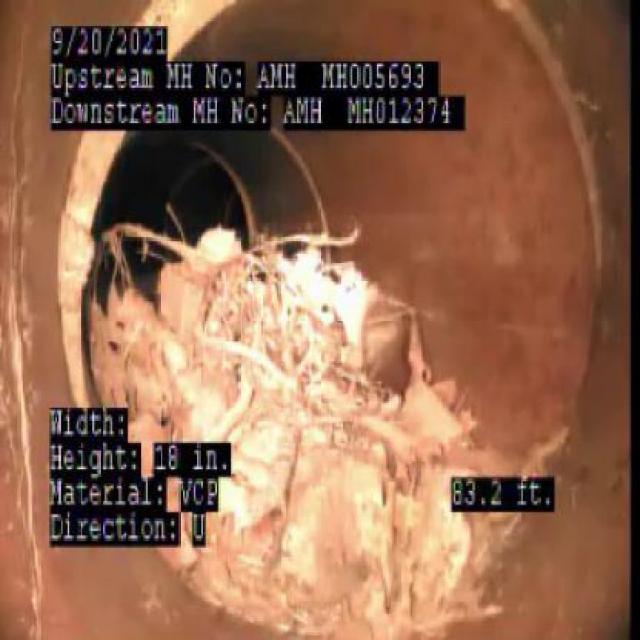 9/20/2021
Upstream MH No: AMH MH005693
Downstream MH No: AMH MH012374
Width:
Height: 18 in.
Material: VCP
83.2 ft.
Direction: U